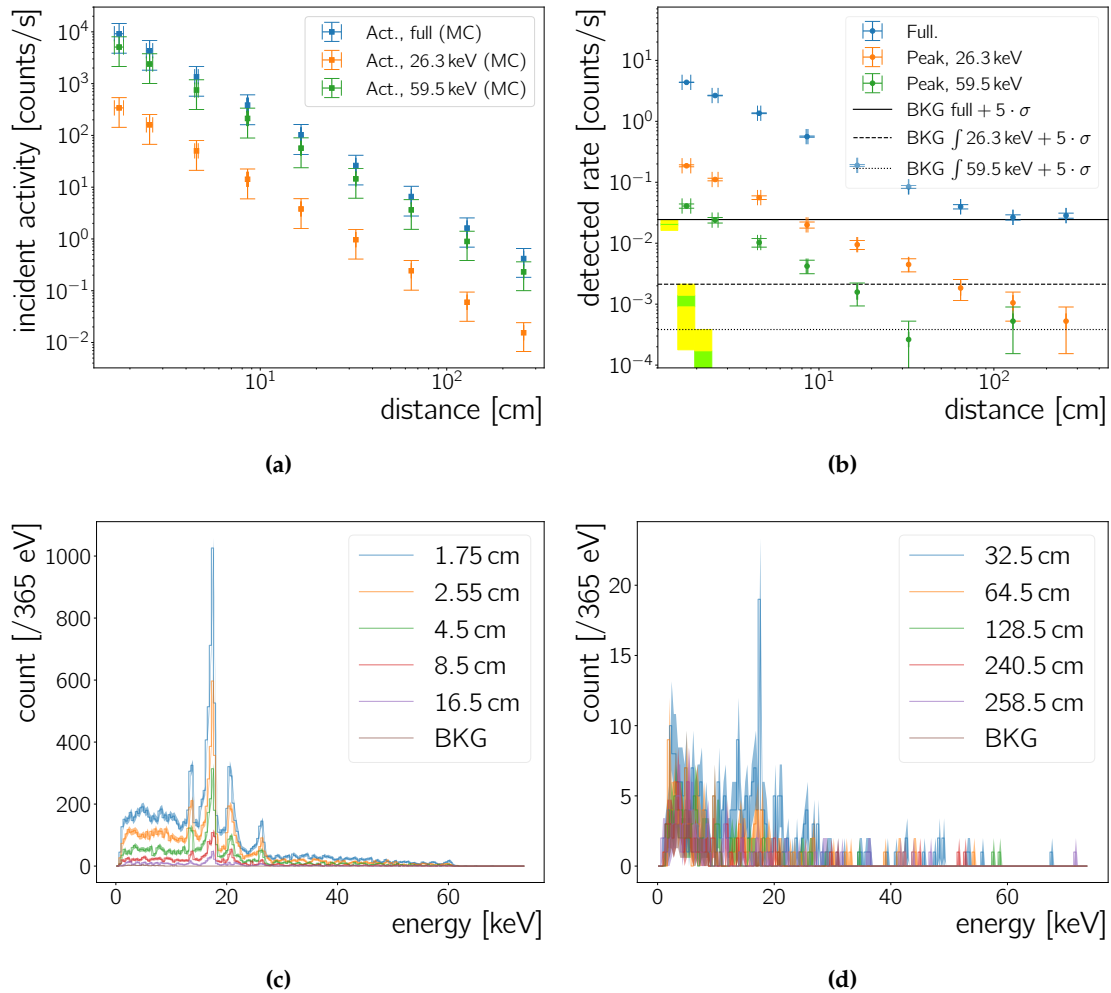 incident activity [counts/s]
10⁴
10³
10²
10¹
10⁰
10⁻¹
10⁻²
Act., full (MC)
Act., 26.3 keV (MC)
Act., 59.5 keV (MC)
10¹
10²
distance [cm]
(a)
detected rate [counts/s]
10¹
10⁰
10⁻¹
10⁻²
10⁻³
10⁻⁴
Full.
Peak, 26.3 keV
Peak, 59.5 keV
BKG full + 5 · σ
BKG ∫ 26.3 keV + 5 · σ
BKG ∫ 59.5 keV + 5 · σ
10¹
10²
distance [cm]
(b)
count [/365 eV]
1000
800
600
400
200
0
1.75 cm
2.55 cm
4.5 cm
8.5 cm
16.5 cm
BKG
0
20
40
60
energy [keV]
(c)
count [/365 eV]
20
15
10
5
0
32.5 cm
64.5 cm
128.5 cm
240.5 cm
258.5 cm
BKG
0
20
40
60
energy [keV]
(d)